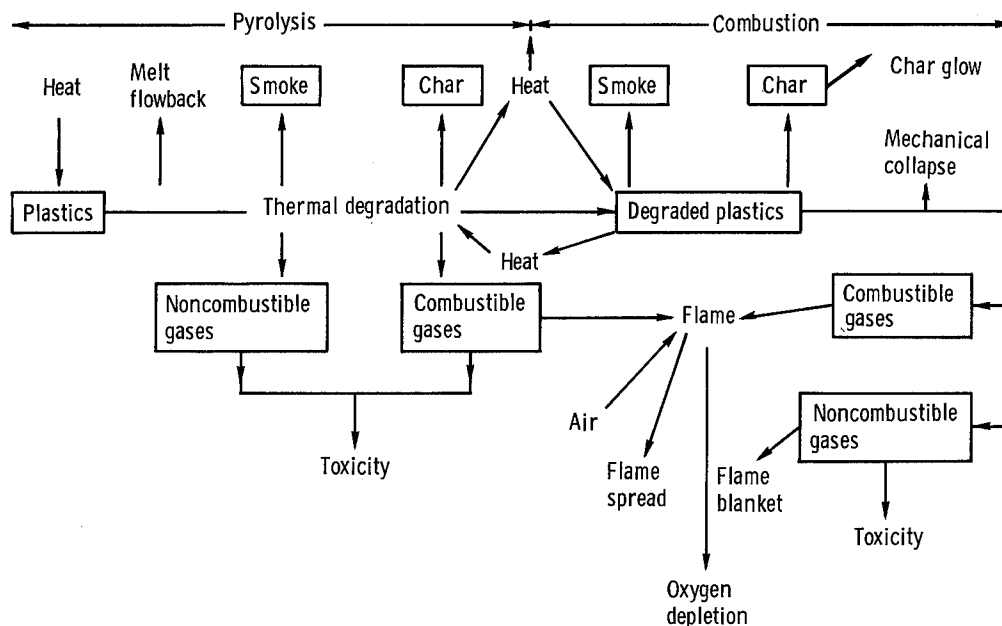 Pyrolysis
Combustion
Heat
Melt
flowback
Smoke
Char
Heat
Smoke
Char
Char glow
Mechanical
collapse
Plastics
Thermal degradation
Degraded plastics
Heat
Noncombustible
gases
Combustible
gases
Flame
Combustible
gases
Air
Noncombustible
gases
Toxicity
Flame
spread
Flame
blanket
Toxicity
Oxygen
depletion